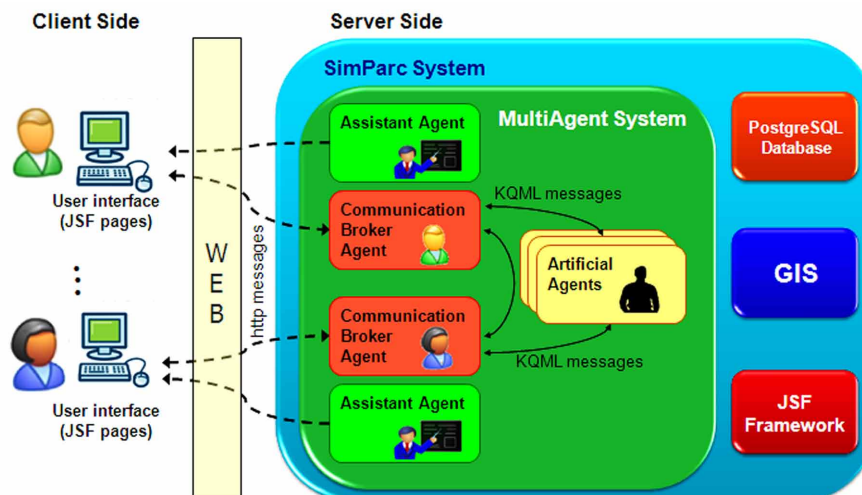 Client Side
Server Side
SimParc System
MultiAgent System
Assistant Agent
PostgreSQL
Database
KQML messages
User interface
(JSF pages)
Communication
Broker
Agent
WEB
http messages
Artificial
Agents
GIS
Communication
Broker
Agent
KQML messages
User interface
(JSF pages)
Assistant Agent
JSF
Framework